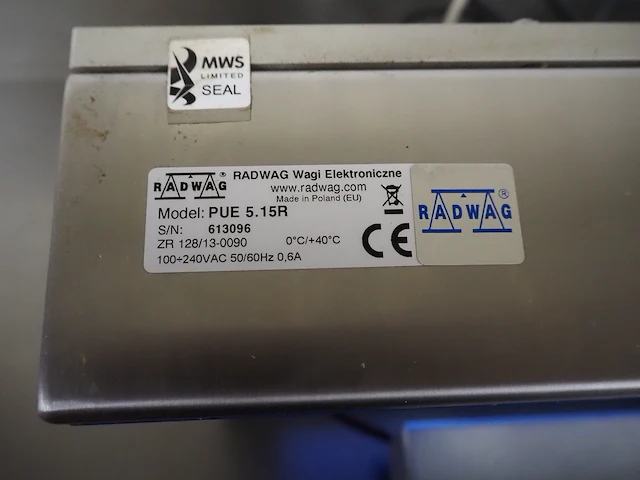 MWS
LIMITED
SEAL
RADWAG® RADWAG Wagi Elektroniczne
www.radwag.com
Made in Poland (EU)
Model: PUE 5.15R
S/N: 613096
ZR 128/13-0090 0°C/+40°C
100÷240VAC 50/60Hz 0,6A
CE
RADWAG®